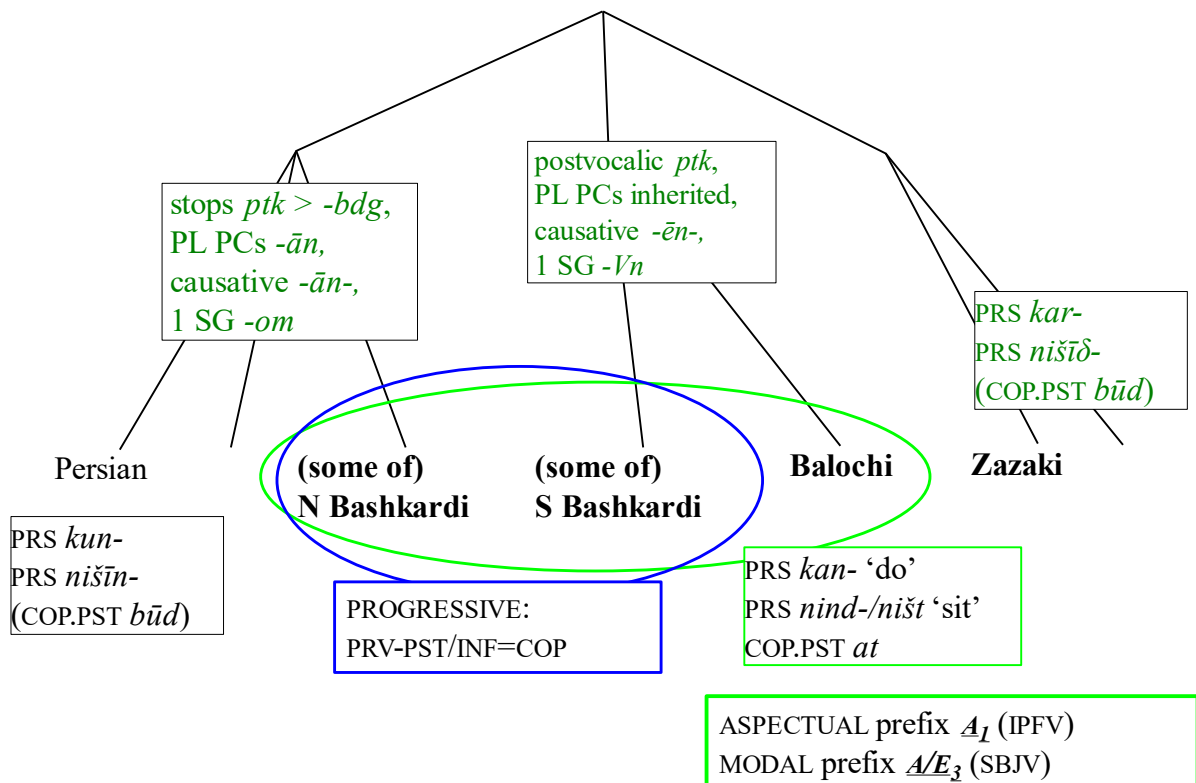 stops ptk > -bdg,
PL PCs -ān,
causative -ān-,
1 SG -om
postvocalic ptk,
PL PCs inherited,
causative -ēn-,
1 SG -Vn
PRS kar-
PRS nišīδ-
(COP.PST būd)
Persian
(some of)
N Bashkardi
(some of)
S Bashkardi
Balochi
Zazaki
PRS kun-
PRS nišīn-
(COP.PST būd)
PROGRESSIVE:
PRV-PST/INF=COP
PRS kan- ‘do’
PRS nind-/ništ ‘sit’
COP.PST at
ASPECTUAL prefix A1 (IPFV)
MODAL prefix A/E3 (SBJV)